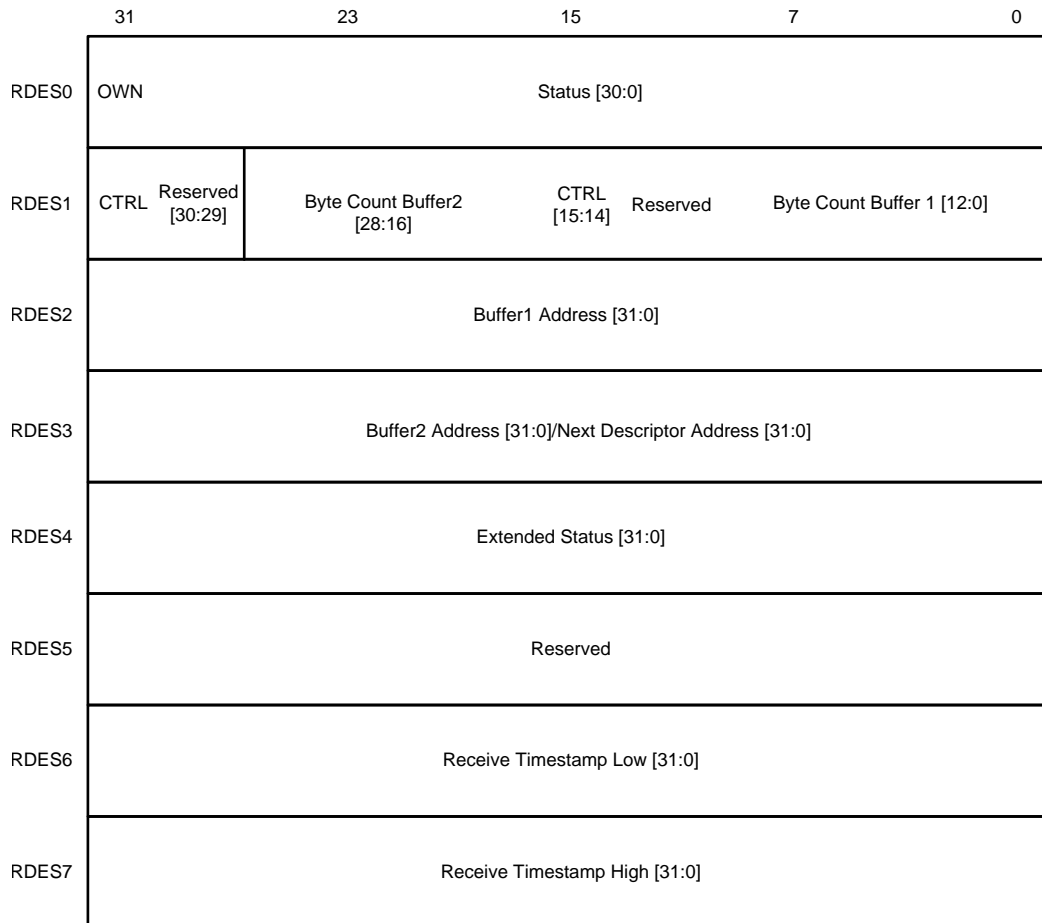 31 23 15 7 0
RDES0 OWN Status [30:0]
RDES1 CTRL Reserved [30:29] Byte Count Buffer2 [28:16] CTRL [15:14] Reserved Byte Count Buffer 1 [12:0]
RDES2 Buffer1 Address [31:0]
RDES3 Buffer2 Address [31:0]/Next Descriptor Address [31:0]
RDES4 Extended Status [31:0]
RDES5 Reserved
RDES6 Receive Timestamp Low [31:0]
RDES7 Receive Timestamp High [31:0]